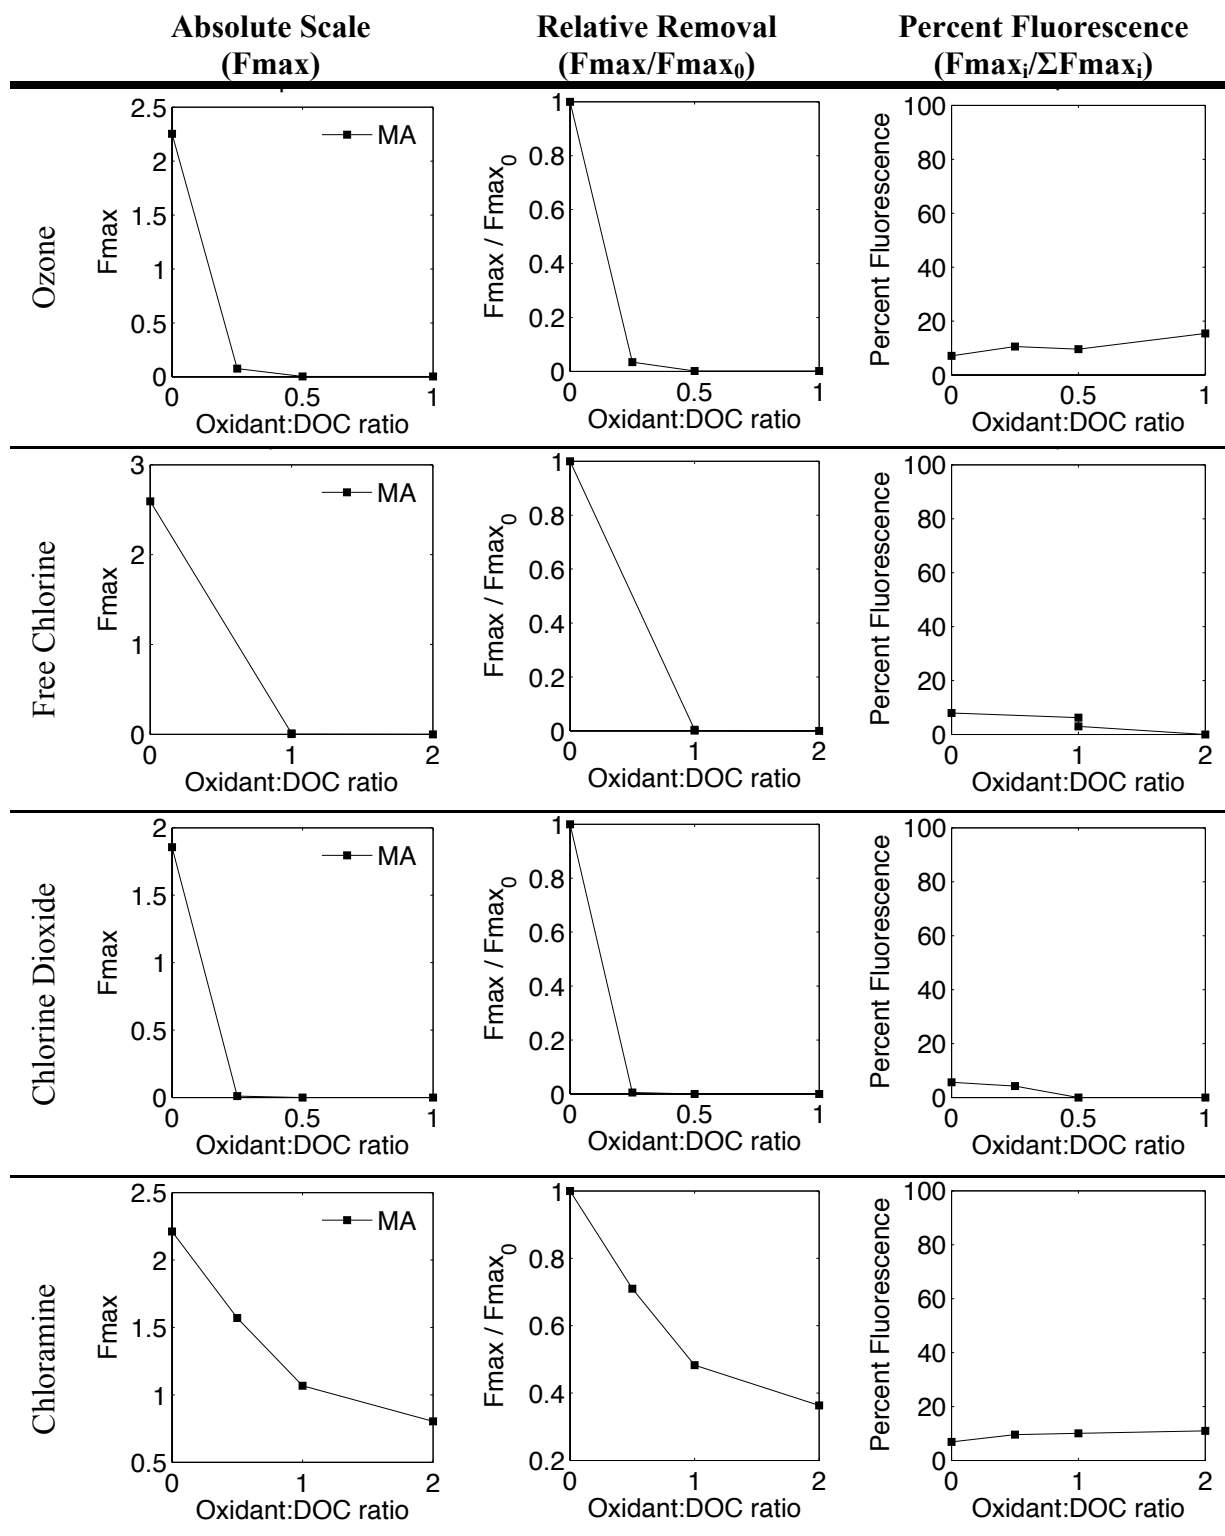 Absolute Scale
(Fmax)
Relative Removal
(Fmax/Fmax₀)
Percent Fluorescence
(Fmaxᵢ/ΣFmaxᵢ)
Ozone
Fmax
2.5
2
1.5
1
0.5
0
MA
0 0.5 1
Oxidant:DOC ratio
Fmax / Fmax₀
1
0.8
0.6
0.4
0.2
0
0 0.5 1
Oxidant:DOC ratio
Percent Fluorescence
100
80
60
40
20
0
0 0.5 1
Oxidant:DOC ratio
Free Chlorine
Fmax
3
2
1
0
MA
0 1 2
Oxidant:DOC ratio
Fmax / Fmax₀
1
0.8
0.6
0.4
0.2
0
0 1 2
Oxidant:DOC ratio
Percent Fluorescence
100
80
60
40
20
0
0 1 2
Oxidant:DOC ratio
Chlorine Dioxide
Fmax
2
1.5
1
0.5
0
MA
0 0.5 1
Oxidant:DOC ratio
Fmax / Fmax₀
1
0.8
0.6
0.4
0.2
0
0 0.5 1
Oxidant:DOC ratio
Percent Fluorescence
100
80
60
40
20
0
0 0.5 1
Oxidant:DOC ratio
Chloramine
Fmax
2.5
2
1.5
1
0.5
MA
0 1 2
Oxidant:DOC ratio
Fmax / Fmax₀
1
0.8
0.6
0.4
0.2
0 1 2
Oxidant:DOC ratio
Percent Fluorescence
100
80
60
40
20
0
0 1 2
Oxidant:DOC ratio